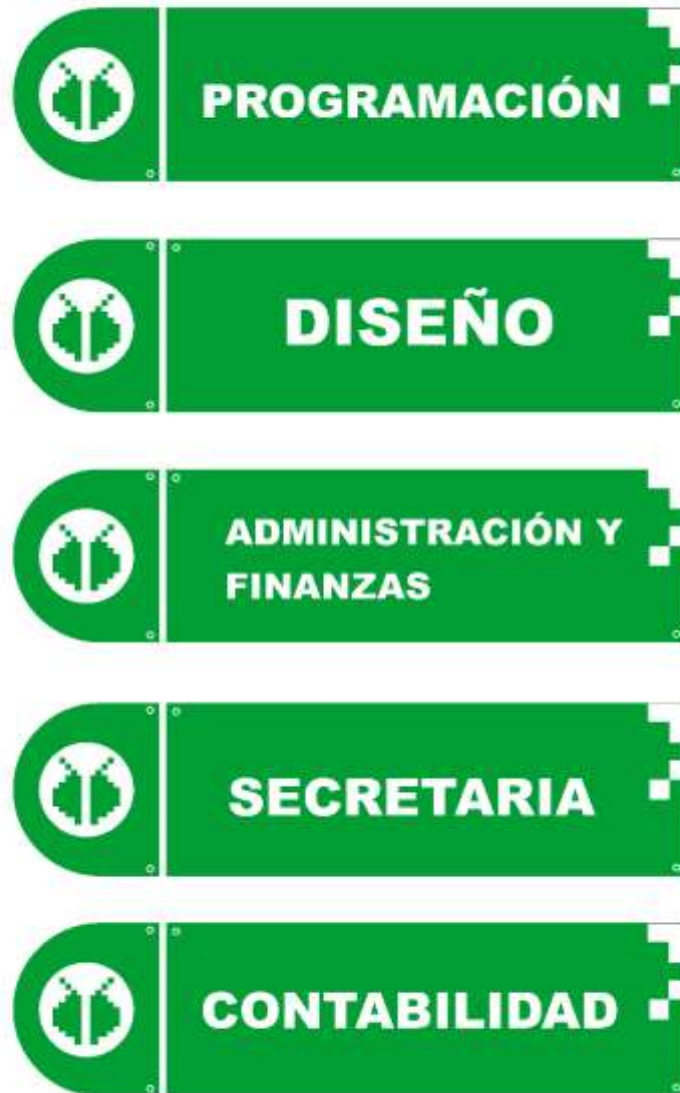 PROGRAMACIÓN
DISEÑO
ADMINISTRACIÓN Y
FINANZAS
SECRETARIA
CONTABILIDAD